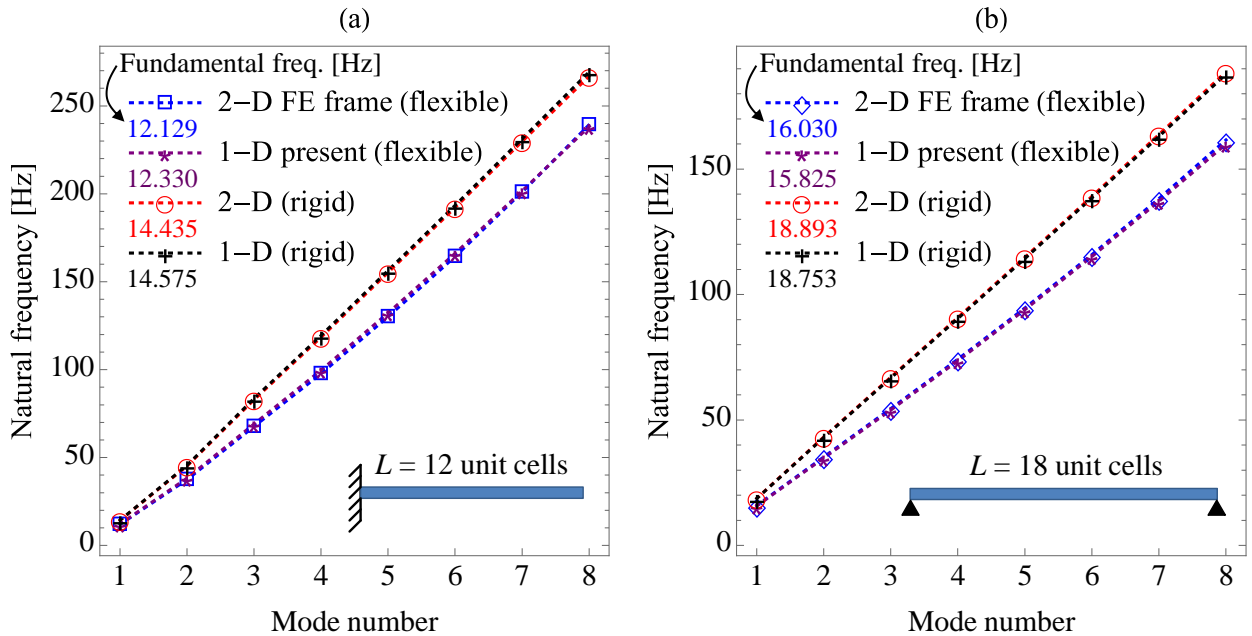 (a)
Fundamental freq. [Hz]
2−D FE frame (flexible)
12.129
1−D present (flexible)
12.330
2−D (rigid)
14.435
1−D (rigid)
14.575
Natural frequency [Hz]
250
200
150
100
50
0
L = 12 unit cells
1 2 3 4 5 6 7 8
Mode number
(b)
Fundamental freq. [Hz]
2−D FE frame (flexible)
16.030
1−D present (flexible)
15.825
2−D (rigid)
18.893
1−D (rigid)
18.753
Natural frequency [Hz]
150
100
50
0
L = 18 unit cells
1 2 3 4 5 6 7 8
Mode number